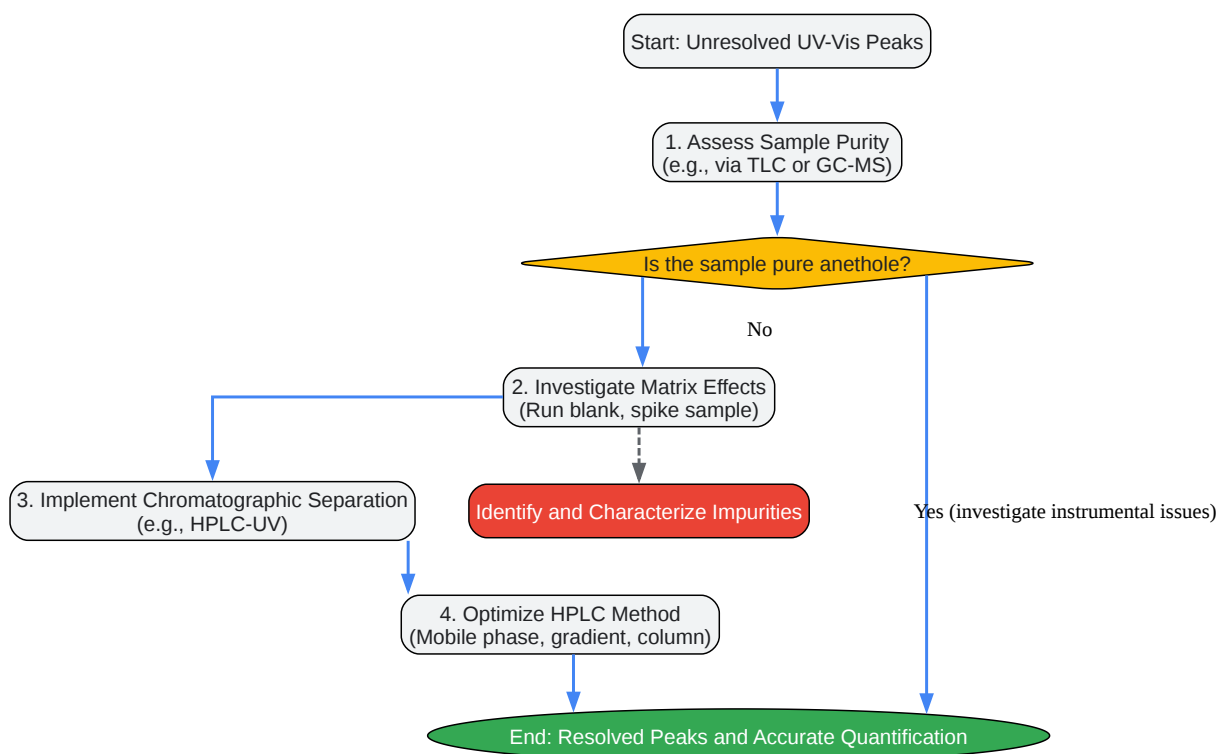 Start: Unresolved UV-Vis Peaks
1. Assess Sample Purity
(e.g., via TLC or GC-MS)
Is the sample pure anethole?
No
2. Investigate Matrix Effects
(Run blank, spike sample)
3. Implement Chromatographic Separation
(e.g., HPLC-UV)
Identify and Characterize Impurities
Yes (investigate instrumental issues)
4. Optimize HPLC Method
(Mobile phase, gradient, column)
End: Resolved Peaks and Accurate Quantification